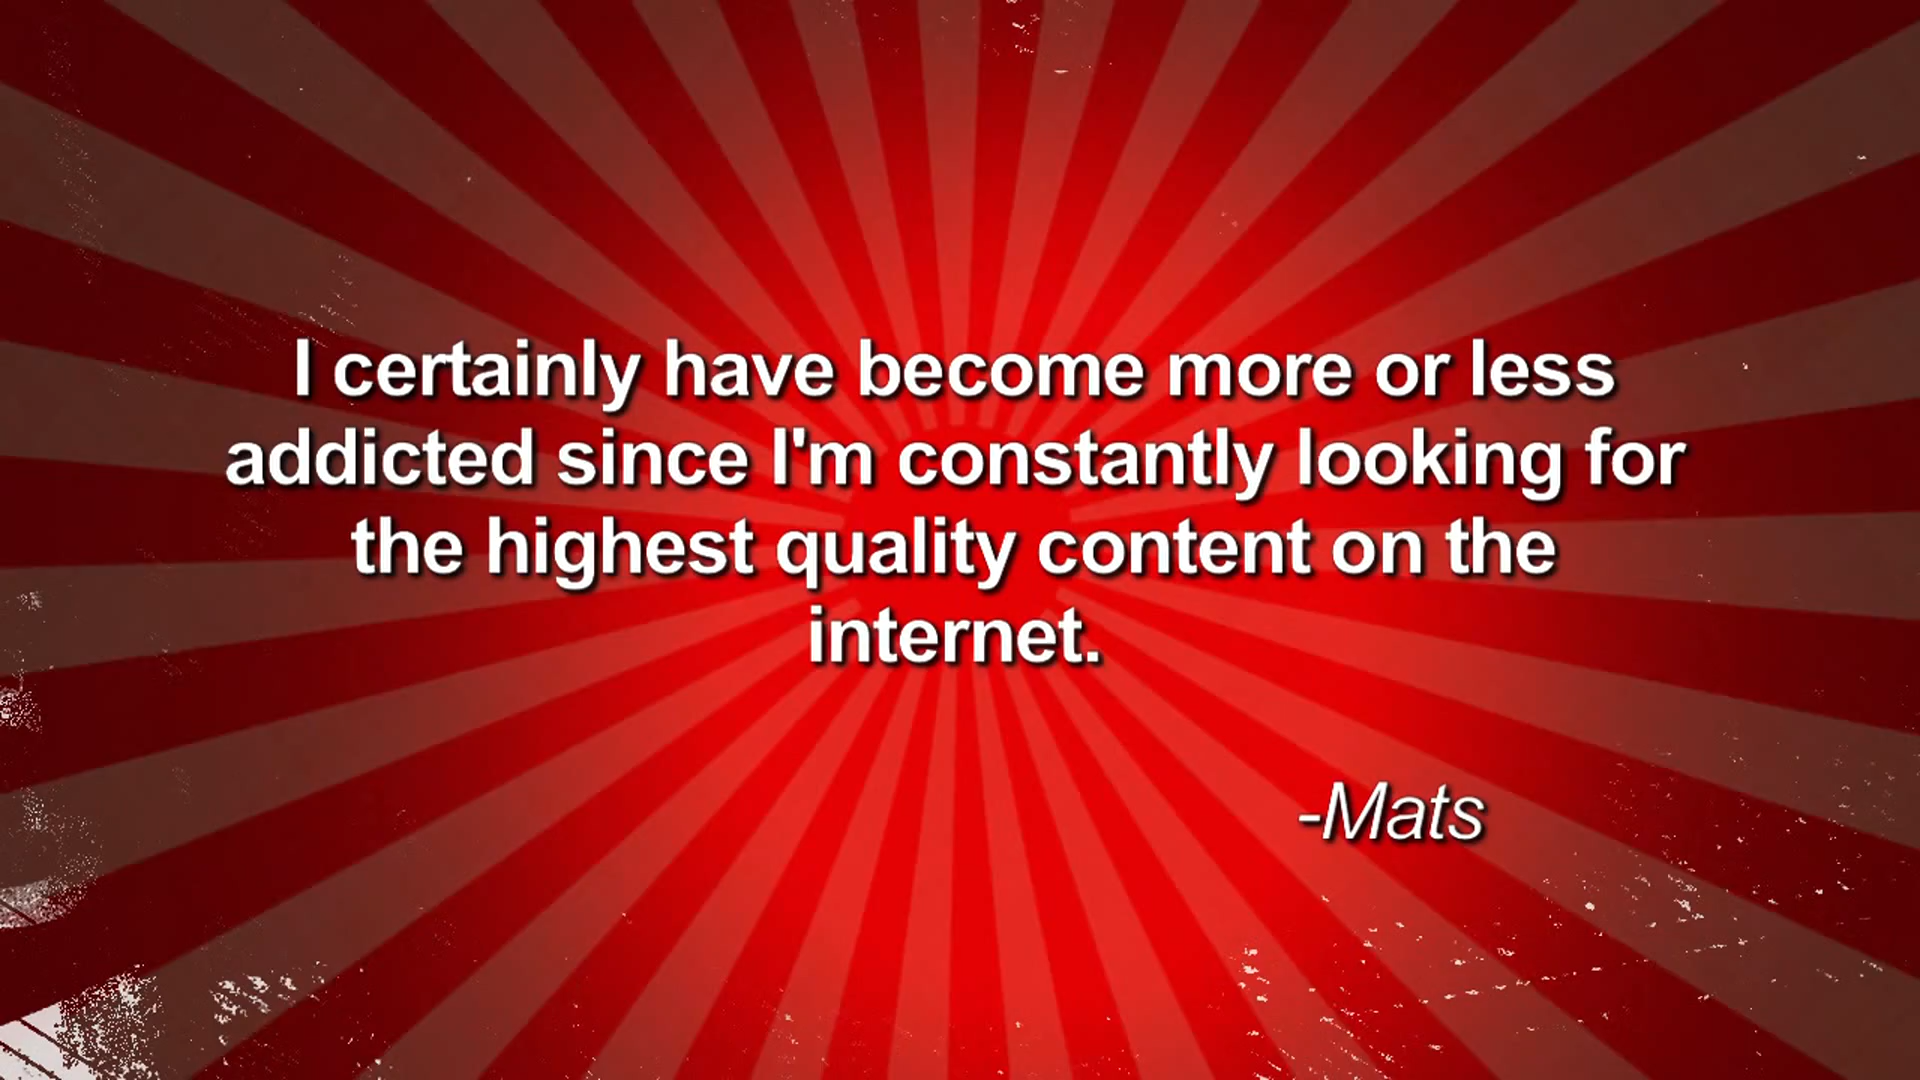 I certainly have become more or less
addicted since I'm constantly looking for
the highest quality content on the
internet.
-Mats